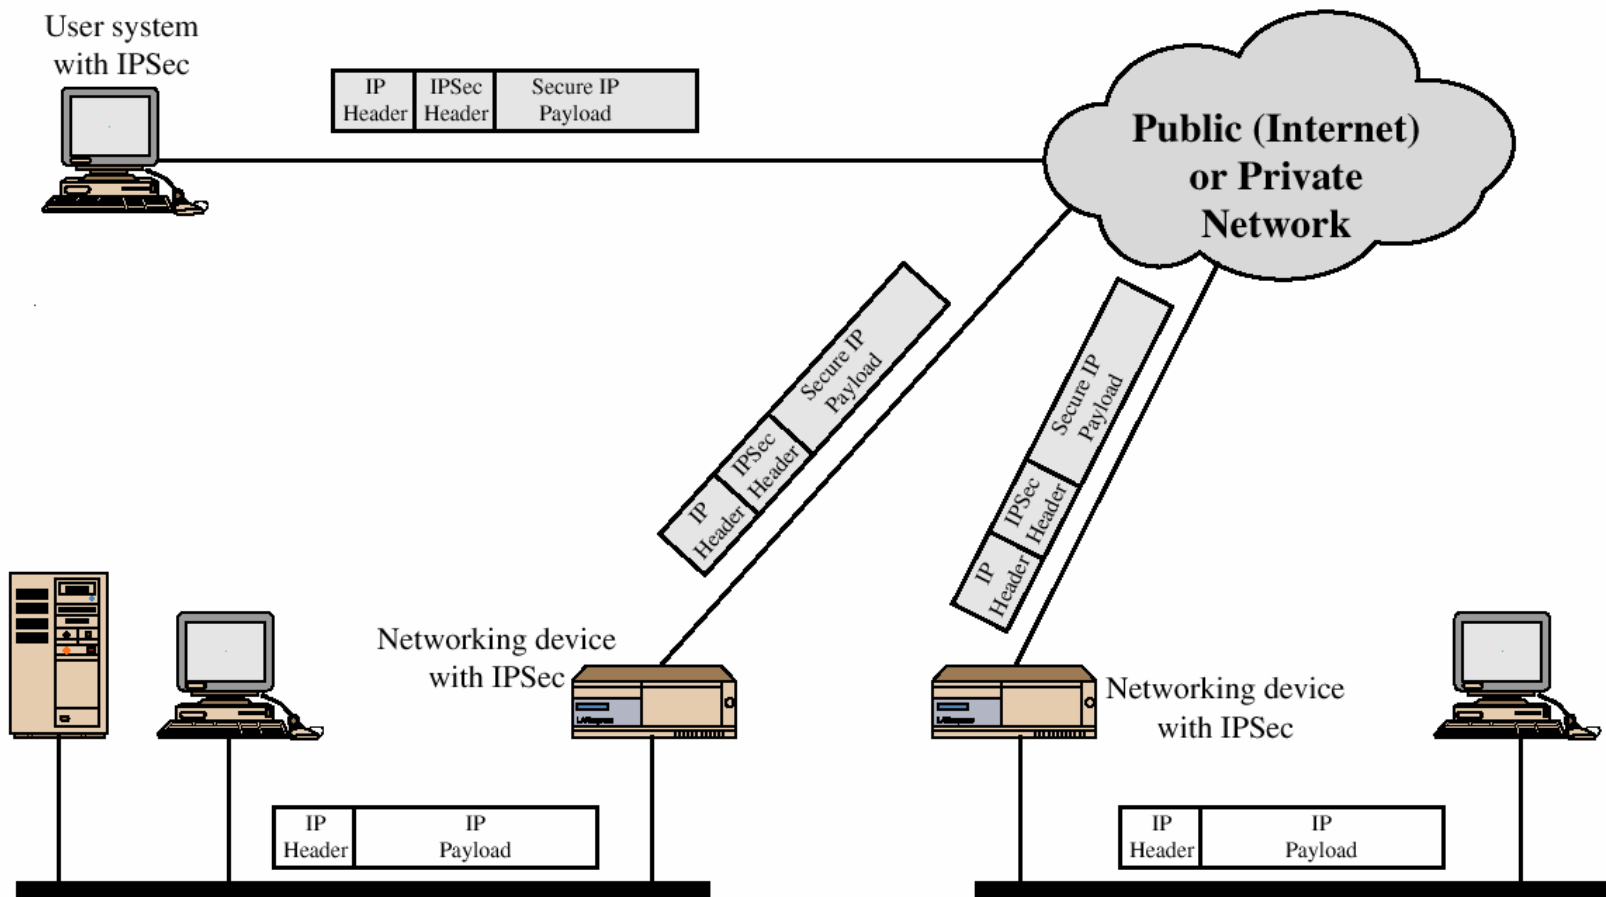 User system
with IPSec
IP
Header
IPSec
Header
Secure IP
Payload
Public (Internet)
or Private
Network
IP
Header
IPSec
Header
Secure IP
Payload
IP
Header
IPSec
Header
Secure IP
Payload
Networking device
with IPSec
Networking device
with IPSec
IP
Header
IP
Payload
IP
Header
IP
Payload